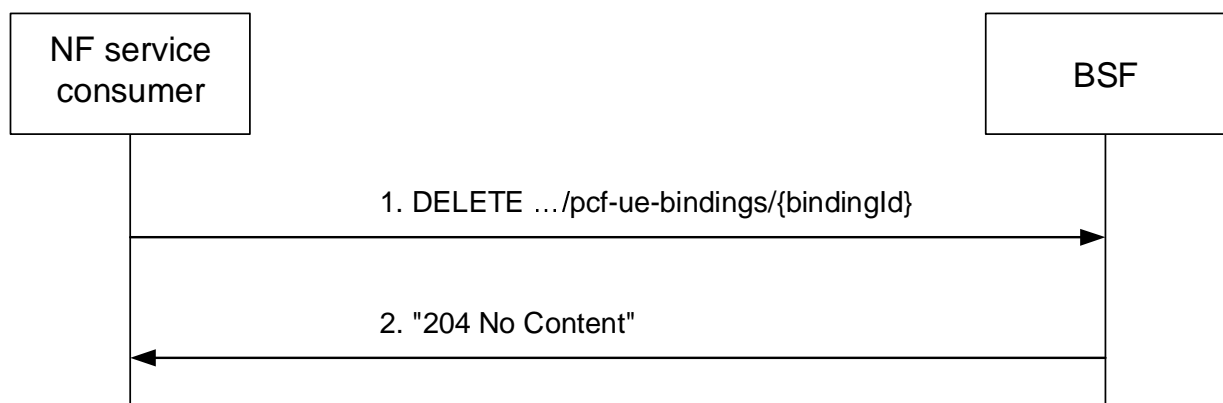 NF service
consumer
BSF
1. DELETE …/pcf-ue-bindings/{bindingId}
2. "204 No Content"